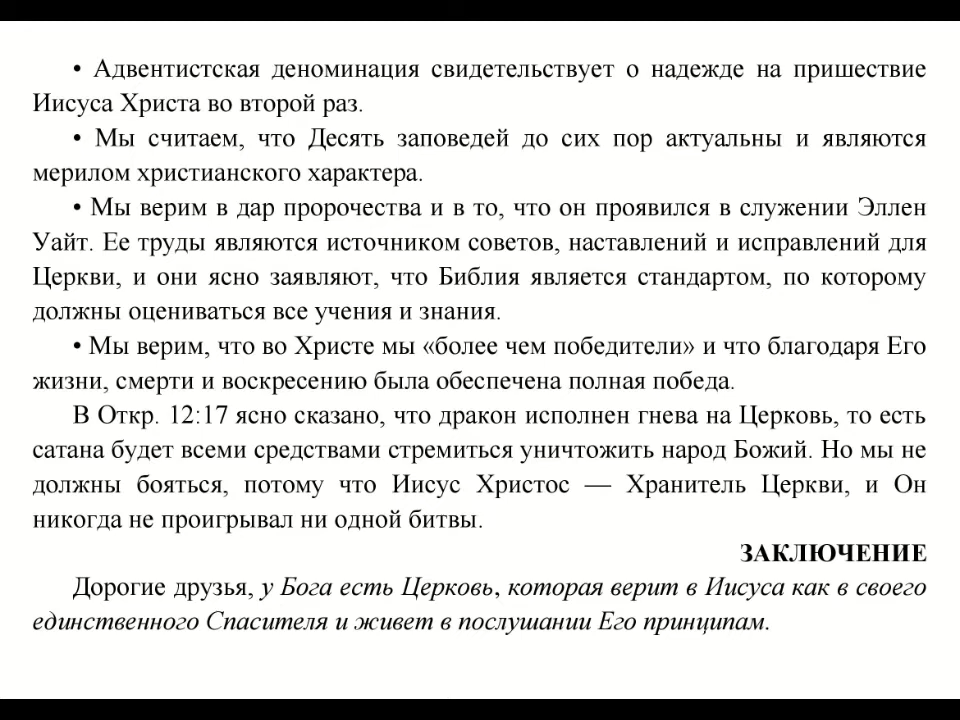 • Адвентистская деноминация свидетельствует о надежде на пришествие
Иисуса Христа во второй раз.
• Мы считаем, что Десять заповедей до сих пор актуальны и являются
мерилом христианского характера.
• Мы верим в дар пророчества и в то, что он проявился в служении Эллен
Уайт. Ее труды являются источником советов, наставлений и исправлений для
Церкви, и они ясно заявляют, что Библия является стандартом, по которому
должны оцениваться все учения и знания.
• Мы верим, что во Христе мы «более чем победители» и что благодаря Его
жизни, смерти и воскресению была обеспечена полная победа.
В Откр. 12:17 ясно сказано, что дракон исполнен гнева на Церковь, то есть
сатана будет всеми средствами стремиться уничтожить народ Божий. Но мы не
должны бояться, потому что Иисус Христос — Хранитель Церкви, и Он
никогда не проигрывал ни одной битвы.
ЗАКЛЮЧЕНИЕ
Дорогие друзья, у Бога есть Церковь, которая верит в Иисуса как в своего
единственного Спасителя и живет в послушании Его принципам.